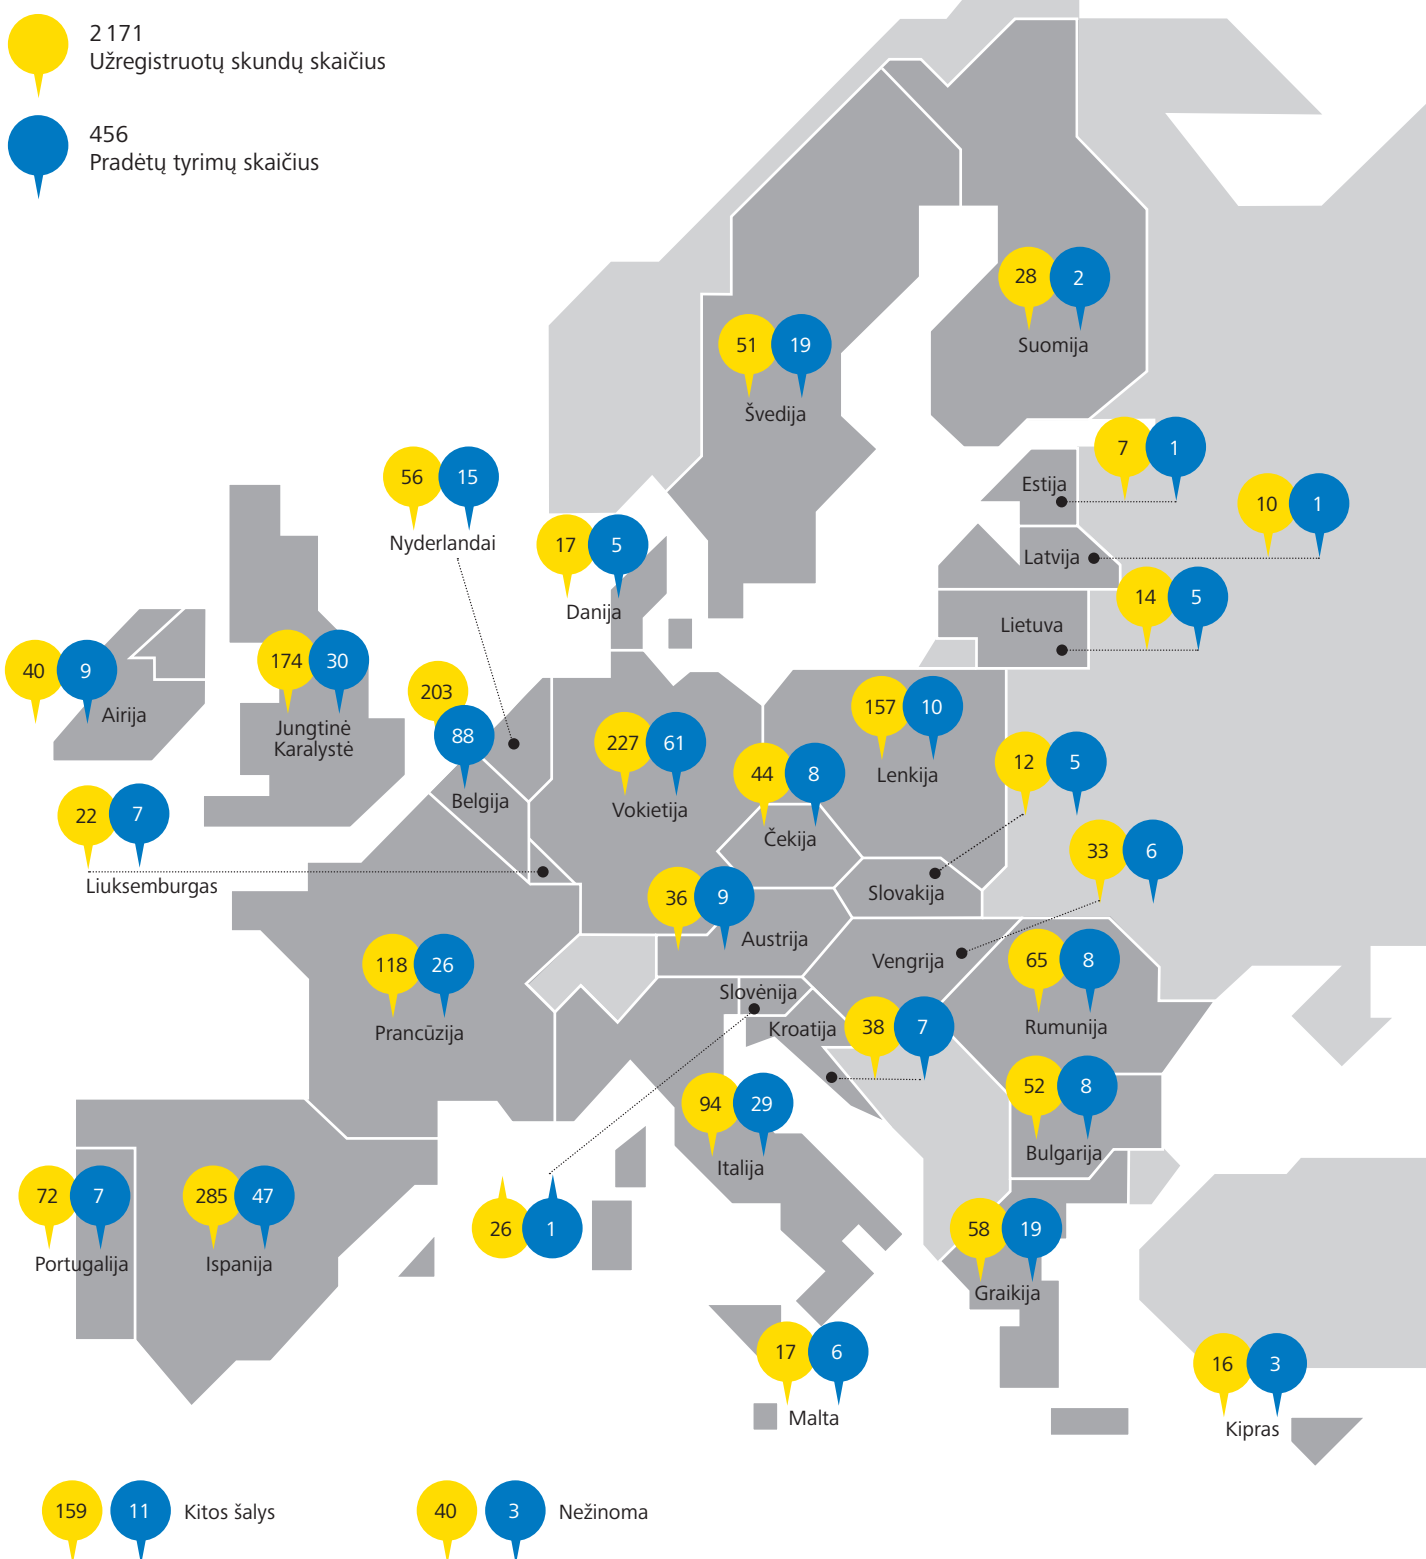 2 171
Užregistruotų skundų skaičius
456
Pradėtų tyrimų skaičius
28 2
Suomija
51 19
Švedija
7 1
Estija
56 15
Nyderlandai
10 1
Latvija
17 5
Danija
14 5
Lietuva
40 9
Airija
174 30
Jungtinė
Karalystė
203
88
Belgija
227 61
Vokietija
157 10
Lenkija
44 8
Čekija
12 5
Slovakija
22 7
Liuksemburgas
33 6
Vengrija
36 9
Austrija
118 26
Prancūzija
65 8
Rumunija
Slovėnija
Kroatija
38 7
94 29
Italija
52 8
Bulgarija
72 7
Portugalija
285 47
Ispanija
26 1
58 19
Graikija
17 6
Malta
16 3
Kipras
159 11 Kitos šalys
40 3 Nežinoma